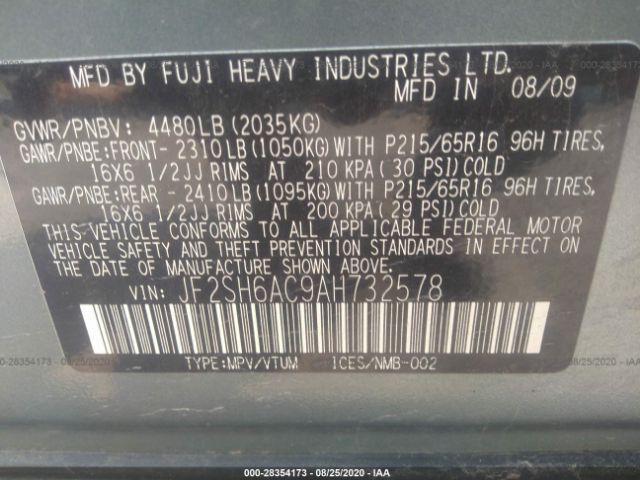 MFD BY FUJI HEAVY INDUSTRIES LTD.
MFD IN 08/09
GVWR/PNBV: 4480LB(2035KG)
GAWR/PNBE:FRONT- 2310LB(1050KG)WITH P215/65R16 96H TIRES,
16X6 1/2JJ RIMS AT 210 KPA( 30 PSI)COLD
GAWR/PNBE:REAR - 2410LB(1095KG)WITH P215/65R16 96H TIRES,
16X6 1/2JJ RIMS AT 200 KPA( 29 PSI)COLD
THIS VEHICLE CONFORMS TO ALL APPLICABLE FEDERAL MOTOR
VEHICLE SAFETY AND THEFT PREVENTION STANDARDS IN EFFECT ON
THE DATE OF MANUFACTURE SHOWN ABOVE.
VIN: JF2SH6AC9AH732578
TYPE:MPV/VTUM 1CES/NMB-002
000-28354173 - 08/25/2020 - IAA